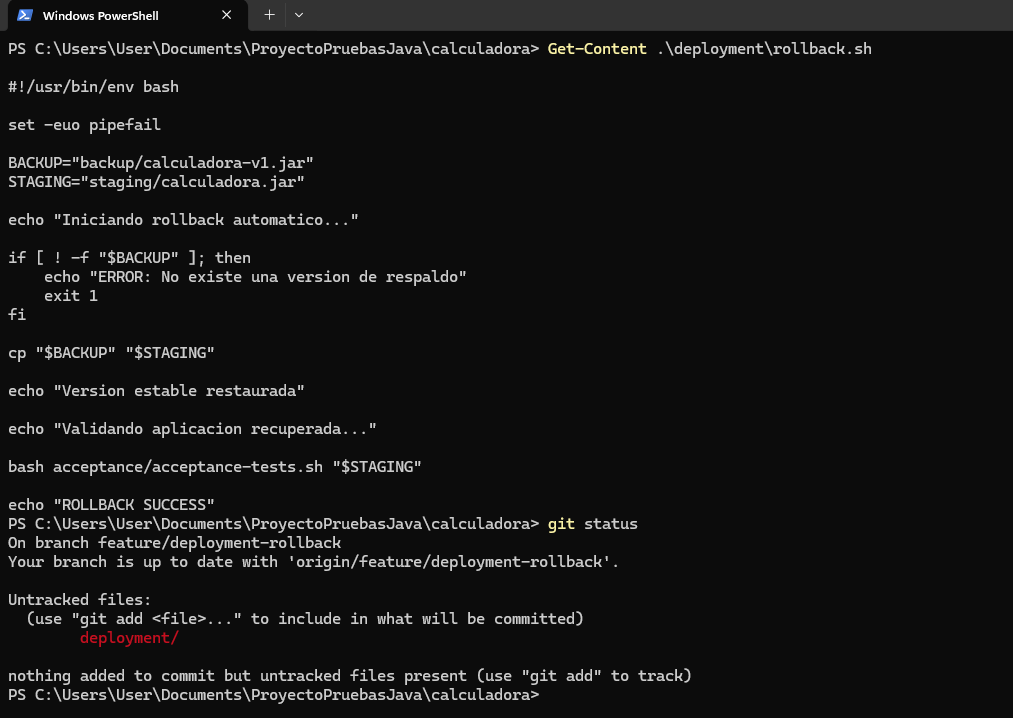 Windows PowerShell
PS C:\Users\User\Documents\ProyectoPruebasJava\calculadora> Get-Content .\deployment\rollback.sh
#!/usr/bin/env bash
set -euo pipefail
BACKUP="backup/calculadora-v1.jar"
STAGING="staging/calculadora.jar"
echo "Iniciando rollback automatico..."
if [ ! -f "$BACKUP" ]; then
    echo "ERROR: No existe una version de respaldo"
    exit 1
fi
cp "$BACKUP" "$STAGING"
echo "Version estable restaurada"
echo "Validando aplicacion recuperada..."
bash acceptance/acceptance-tests.sh "$STAGING"
echo "ROLLBACK SUCCESS"
PS C:\Users\User\Documents\ProyectoPruebasJava\calculadora> git status
On branch feature/deployment-rollback
Your branch is up to date with 'origin/feature/deployment-rollback'.
Untracked files:
  (use "git add <file>..." to include in what will be committed)
        deployment/
nothing added to commit but untracked files present (use "git add" to track)
PS C:\Users\User\Documents\ProyectoPruebasJava\calculadora>